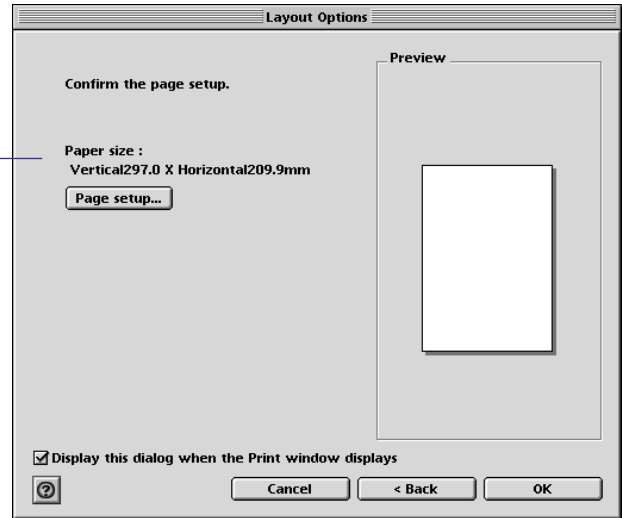 Layout Options
Confirm the page setup.
Paper size :
Vertical297.0 X Horizontal209.9mm
Page setup...
Preview
Display this dialog when the Print window displays
?
Cancel
< Back
OK